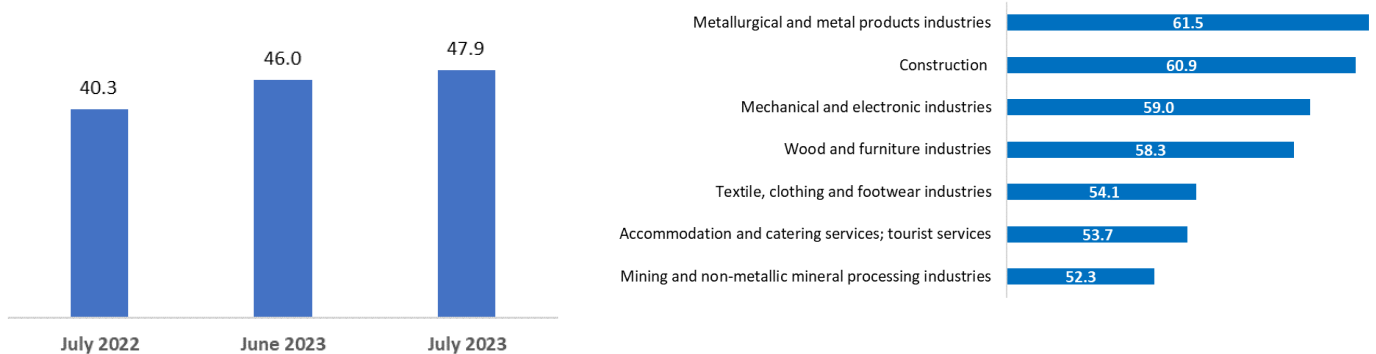 40.3
46.0
47.9
July 2022
June 2023
July 2023
Metallurgical and metal products industries 61.5
Construction 60.9
Mechanical and electronic industries 59.0
Wood and furniture industries 58.3
Textile, clothing and footwear industries 54.1
Accommodation and catering services; tourist services 53.7
Mining and non-metallic mineral processing industries 52.3